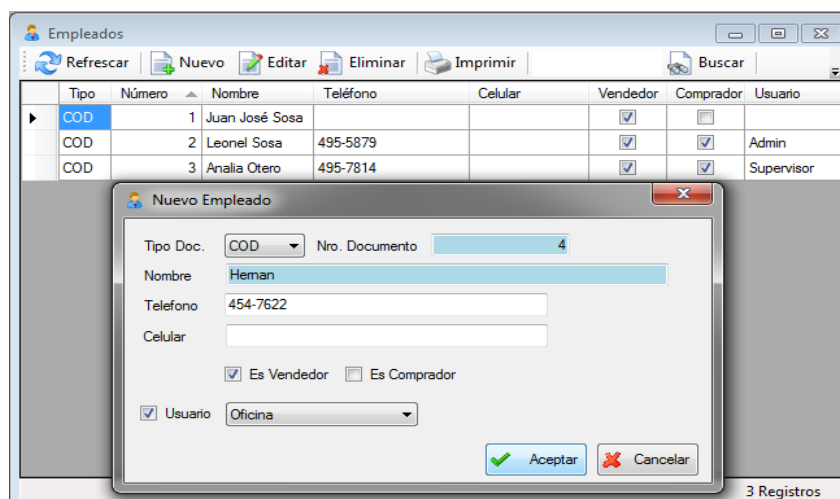 Empleados
Refrescar Nuevo Editar Eliminar Imprimir Buscar
Tipo Número Nombre Teléfono Celular Vendedor Comprador Usuario
COD 1 Juan José Sosa
COD 2 Leonel Sosa 495-5879 Admin
COD 3 Analia Otero 495-7814 Supervisor
Nuevo Empleado
Tipo Doc. COD Nro. Documento 4
Nombre Hernan
Telefono 454-7622
Celular
Es Vendedor Es Comprador
Usuario Oficina
Aceptar Cancelar
3 Registros